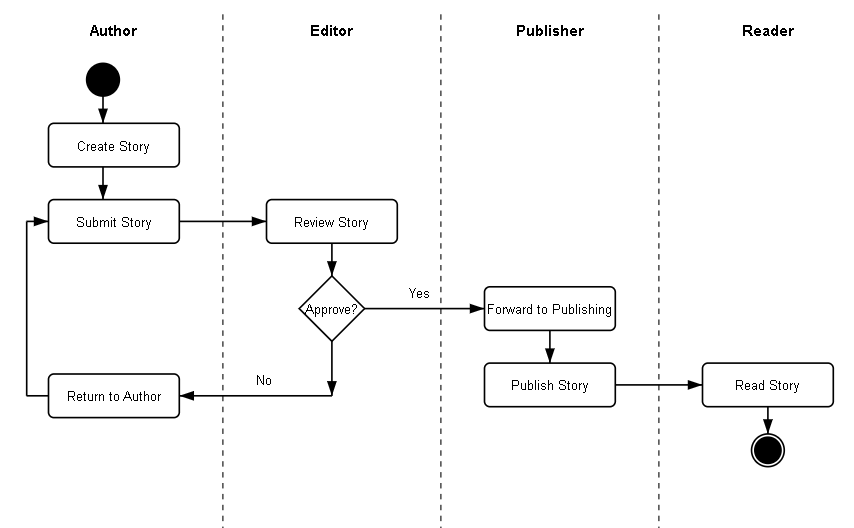 Author
Editor
Publisher
Reader
Create Story
Submit Story
Review Story
Approve?
Yes
Forward to Publishing
No
Return to Author
Publish Story
Read Story